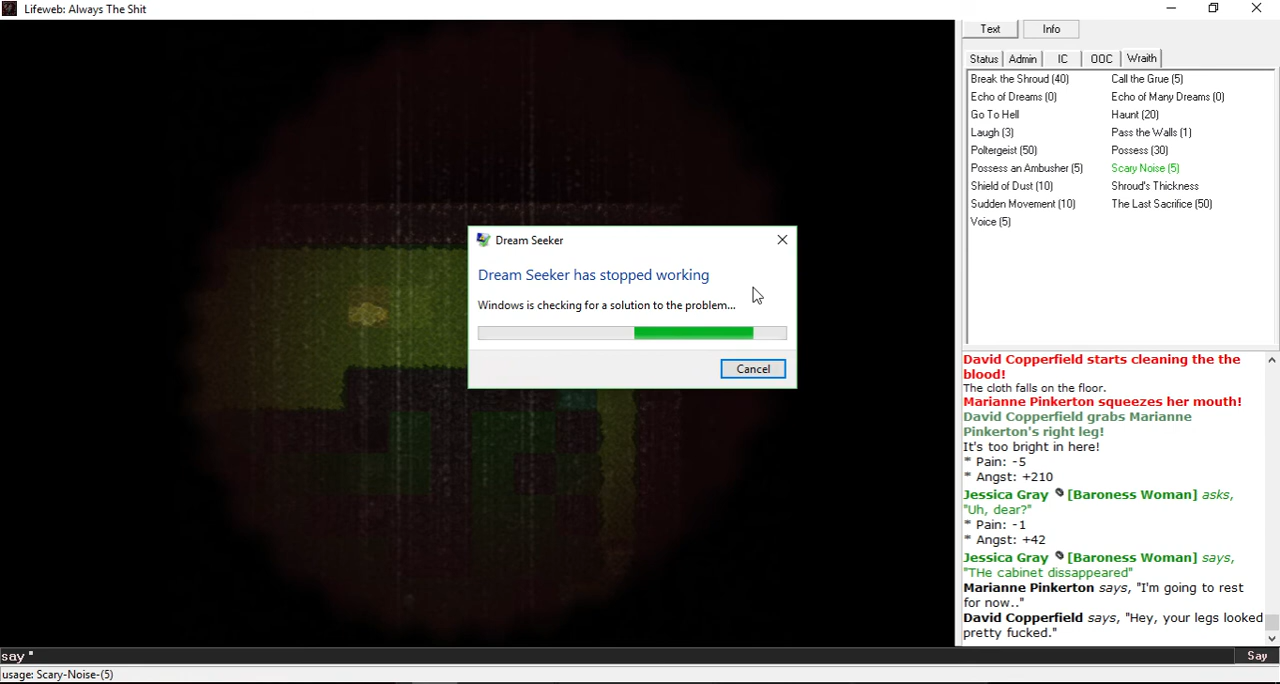 Lifeweb: Always The Shit
Text Info
Status Admin IC OOC Wraith
Break the Shroud (40) Call the Grue (5)
Echo of Dreams (0) Echo of Many Dreams (0)
Go To Hell Haunt (20)
Laugh (3) Pass the Walls (1)
Poltergeist (50) Possess (30)
Possess an Ambusher (5) Scary Noise (5)
Shield of Dust (10) Shroud's Thickness
Sudden Movement (10) The Last Sacrifice (50)
Voice (5)
Dream Seeker
Dream Seeker has stopped working
Windows is checking for a solution to the problem...
Cancel
David Copperfield starts cleaning the the
blood!
The cloth falls on the floor.
Marianne Pinkerton squeezes her mouth!
David Copperfield grabs Marianne
Pinkerton's right leg!
It's too bright in here!
* Pain: -5
* Angst: +210
Jessica Gray [Baroness Woman] asks,
"Uh, dear?"
* Pain: -1
* Angst: +42
Jessica Gray [Baroness Woman] says,
"THe cabinet dissappeared"
Marianne Pinkerton says, "I'm going to rest
for now.."
David Copperfield says, "Hey, your legs looked
pretty fucked."
say " Say
usage: Scary-Noise-(5)